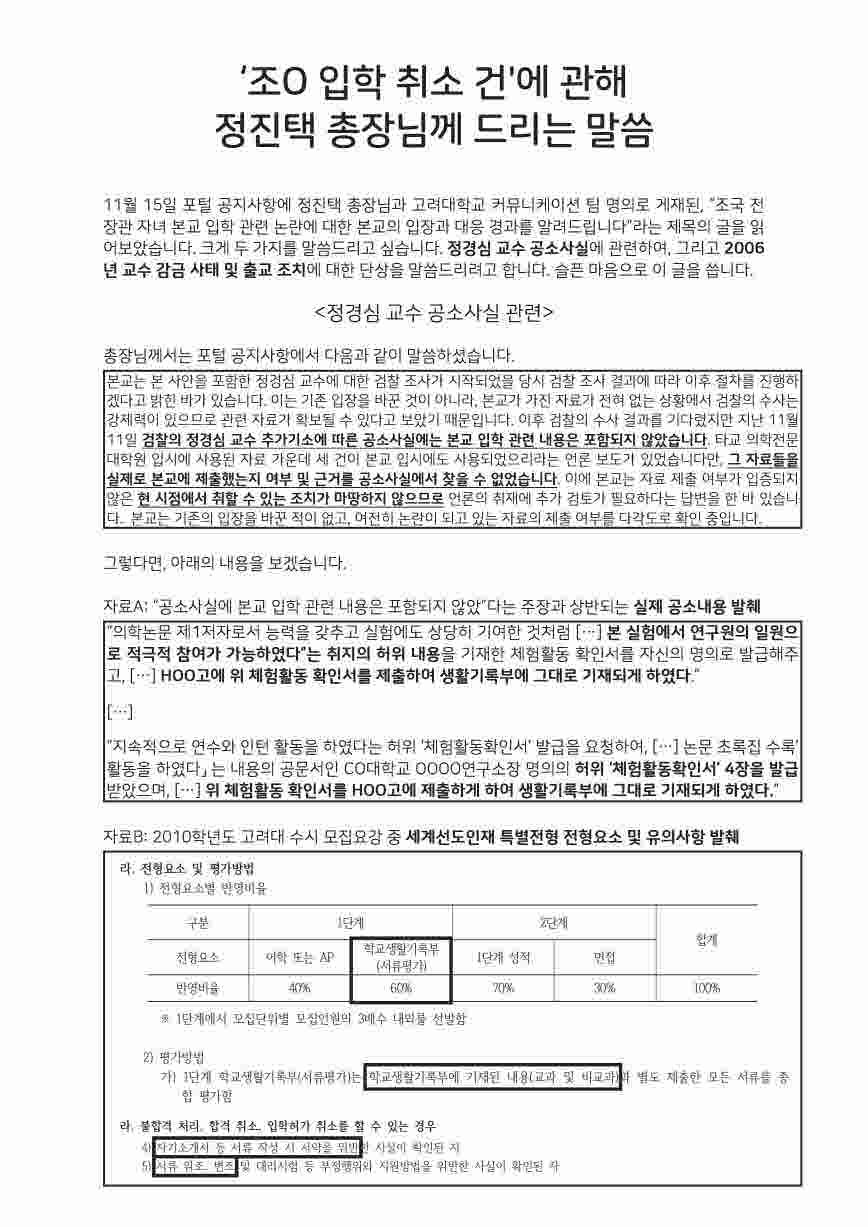 ‘조O 입학 취소 건'에 관해
정진택 총장님께 드리는 말씀
11월 15일 포털 공지사항에 정진택 총장님과 고려대학교 커뮤니케이션 팀 명의로 게재된, “조국 전
장관 자녀 본교 입학 관련 논란에 대한 본교의 입장과 대응 경과를 알려드립니다”라는 제목의 글을 읽
어보았습니다. 크게 두 가지를 말씀드리고 싶습니다. 정경심 교수 공소사실에 관련하여, 그리고 2006
년 교수 감금 사태 및 출교 조치에 대한 단상을 말씀드리려고 합니다. 슬픈 마음으로 이 글을 씁니다.
<정경심 교수 공소사실 관련>
총장님께서는 포털 공지사항에서 다음과 같이 말씀하셨습니다.
본교는 본 사안을 포함한 정경심 교수에 대한 검찰 조사가 시작되었을 당시 검찰 조사 결과에 따라 이후 절차를 진행하
겠다고 밝힌 바가 있습니다. 이는 기존 입장을 바꾼 것이 아니라, 본교가 가진 자료가 전혀 없는 상황에서 검찰의 수사는
강제력이 있으므로 관련 자료가 확보될 수 있다고 보았기 때문입니다. 이후 검찰의 수사 결과를 기다렸지만 지난 11월
11일 검찰의 정경심 교수 추가기소에 따른 공소사실에는 본교 입학 관련 내용은 포함되지 않았습니다. 타교 의학전문
대학원 입시에 사용된 자료 가운데 세 건이 본교 입시에도 사용되었으리라는 언론 보도가 있었습니다만, 그 자료들을
실제로 본교에 제출했는지 여부 및 근거를 공소사실에서 찾을 수 없었습니다. 이에 본교는 자료 제출 여부가 입증되지
않은 현 시점에서 취할 수 있는 조치가 마땅하지 않으므로 언론의 취재에 추가 검토가 필요하다는 답변을 한 바 있습니
다. 본교는 기존의 입장을 바꾼 적이 없고, 여전히 논란이 되고 있는 자료의 제출 여부를 다각도로 확인 중입니다.
그렇다면, 아래의 내용을 보겠습니다.
자료A: “공소사실에 본교 입학 관련 내용은 포함되지 않았”다는 주장과 상반되는 실제 공소내용 발췌
“의학논문 제1저자로서 능력을 갖추고 실험에도 상당히 기여한 것처럼 […] 본 실험에서 연구원의 일원으
로 적극적 참여가 가능하였다”는 취지의 허위 내용을 기재한 체험활동 확인서를 자신의 명의로 발급해주
고, […] HOO고에 위 체험활동 확인서를 제출하여 생활기록부에 그대로 기재되게 하였다.”
[…]
“지속적으로 연수와 인턴 활동을 하였다는 허위 ‘체험활동확인서’ 발급을 요청하여, […] 논문 초록집 수록’
활동을 하였다」는 내용의 공문서인 CO대학교 OOOO연구소장 명의의 허위 ‘체험활동확인서’ 4장을 발급
받았으며, […] 위 체험활동 확인서를 HOO고에 제출하게 하여 생활기록부에 그대로 기재되게 하였다.”
자료B: 2010학년도 고려대 수시 모집요강 중 세계선도인재 특별전형 전형요소 및 유의사항 발췌
라. 전형요소 및 평가방법
1) 전형요소별 반영비율
구분 1단계 2단계 합계
전형요소 어학 또는 AP 학교생활기록부 (서류평가) 1단계 성적 면접
반영비율 40% 60% 70% 30% 100%
※ 1단계에서 모집단위별 모집인원의 3배수 내외를 선발함
2) 평가방법
가) 1단계 학교생활기록부(서류평가)는 학교생활기록부에 기재된 내용(교과 및 비교과)과 별도 제출한 모든 서류를 종
합 평가함
라. 불합격 처리, 합격 취소, 입학허가 취소를 할 수 있는 경우
4) 자기소개서 등 서류 작성 시 서약을 위반한 사실이 확인된 자
5) 서류 위조, 변조 및 대리시험 등 부정행위와 지원방법을 위반한 사실이 확인된 자